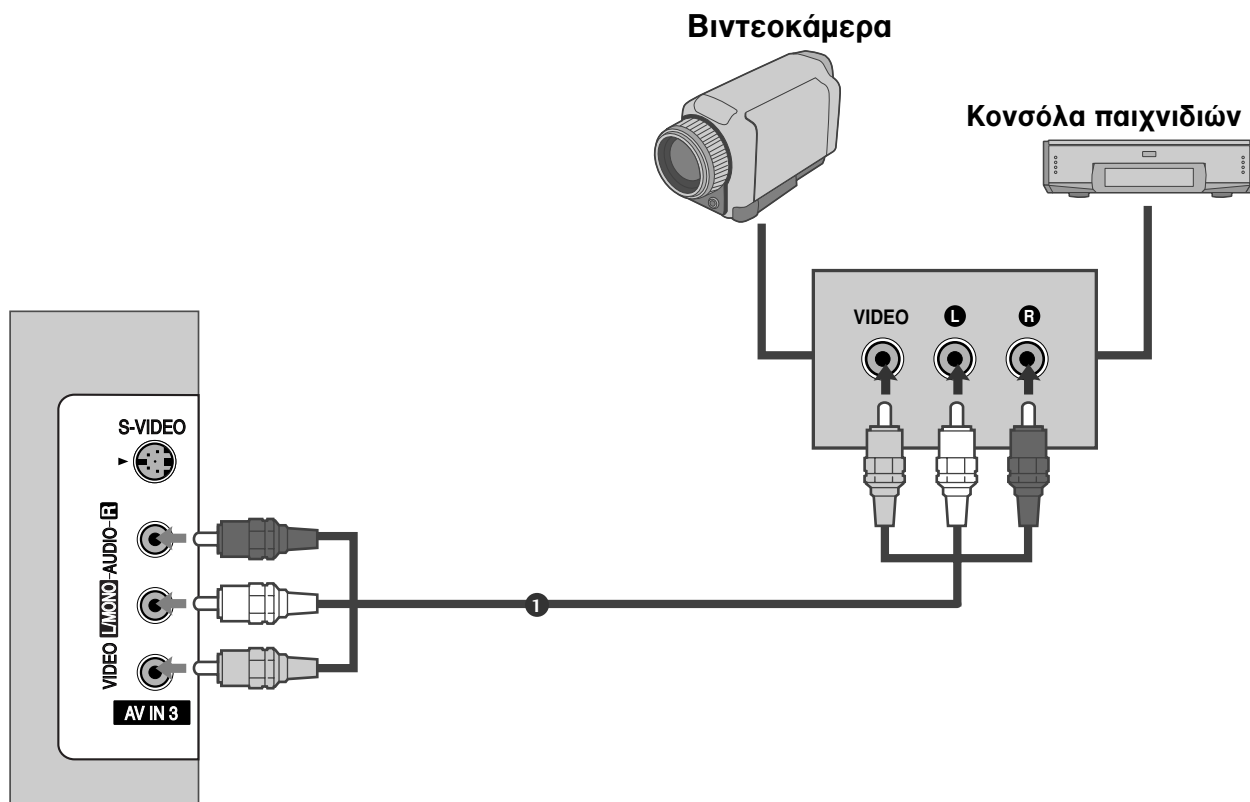 Βιντεοκάμερα
Κονσόλα παιχνιδιών
VIDEO L R
S-VIDEO
VIDEO L/MONO-AUDIO-R
1
AV IN 3